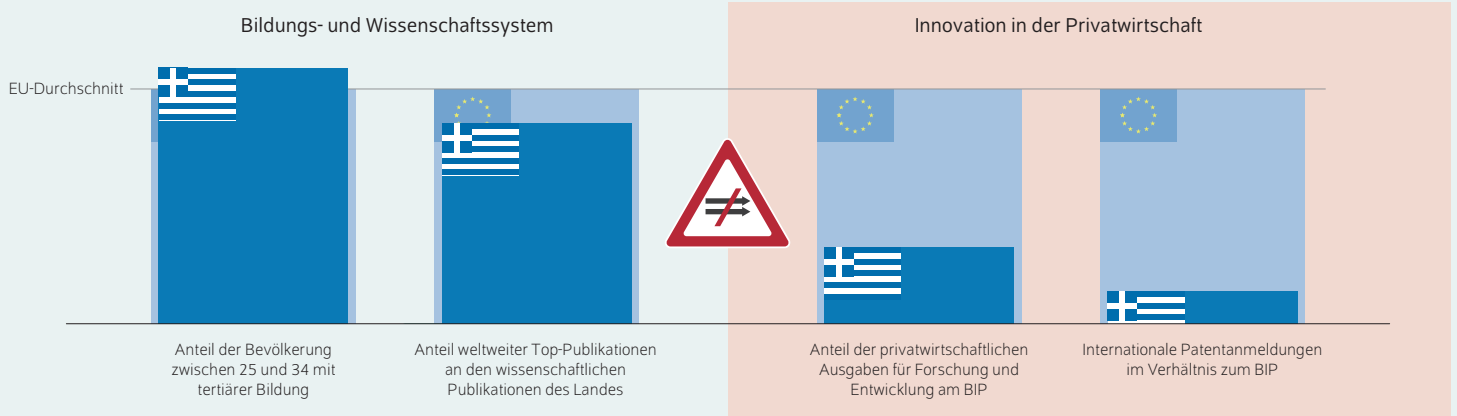 Bildungs- und Wissenschaftssystem
Innovation in der Privatwirtschaft
EU-Durchschnitt
Anteil der Bevölkerung
zwischen 25 und 34 mit
tertiärer Bildung
Anteil weltweiter Top-Publikationen
an den wissenschaftlichen
Publikationen des Landes
Anteil der privatwirtschaftlichen
Ausgaben für Forschung und
Entwicklung am BIP
Internationale Patentanmeldungen
im Verhältnis zum BIP